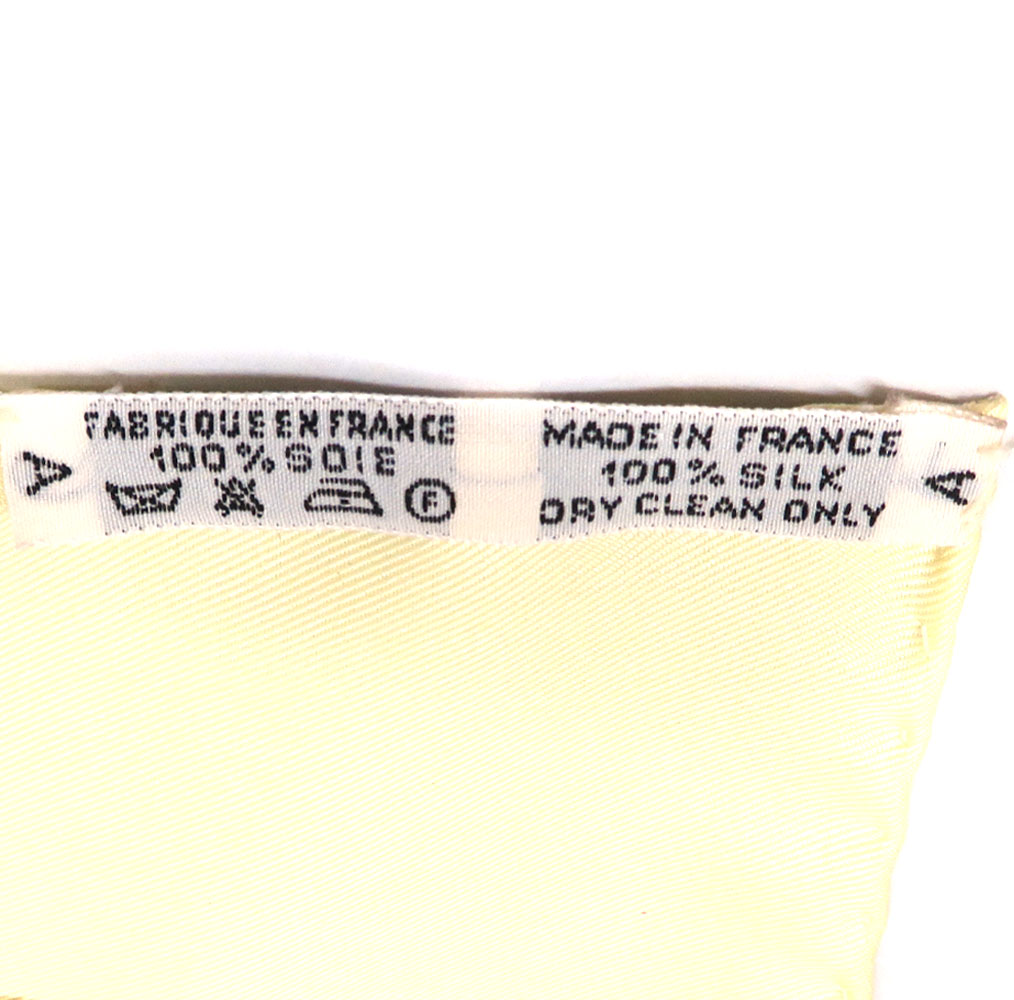 A
FABRIQUE EN FRANCE
100% SOIE
F
MADE IN FRANCE
100% SILK
DRY CLEAN ONLY
A